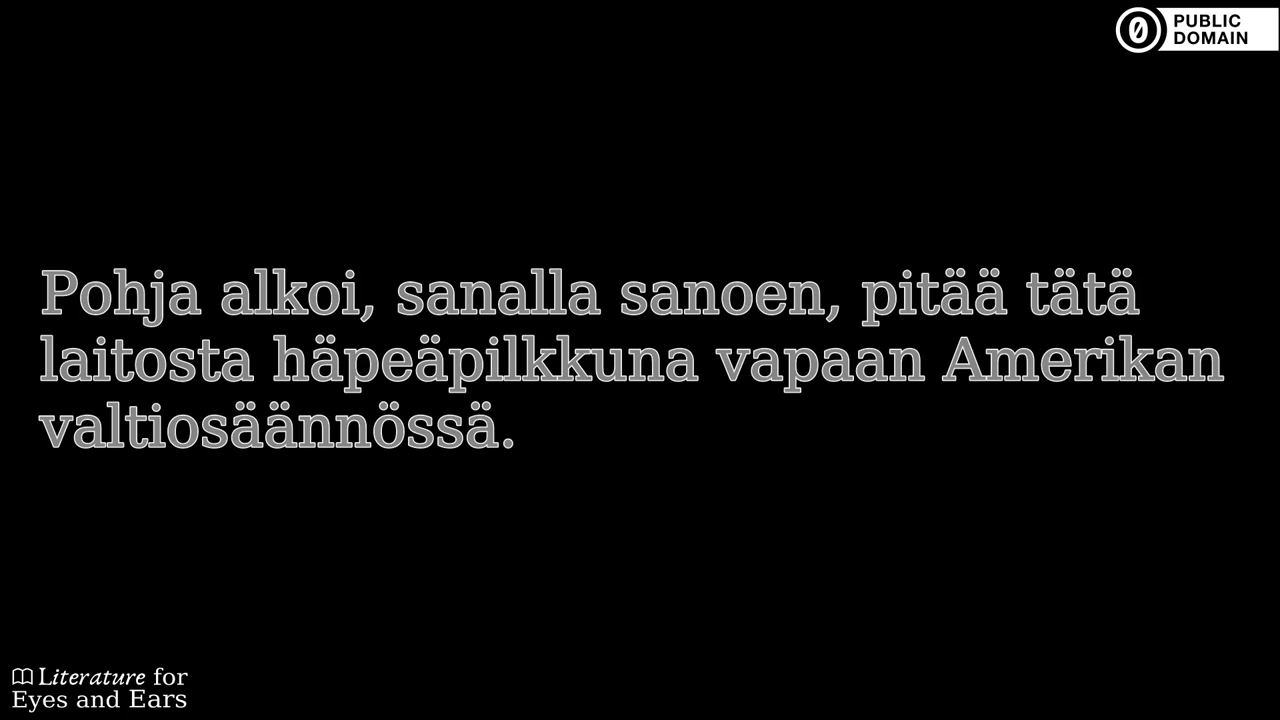 PUBLIC
DOMAIN
Pohja alkoi, sanalla sanoen, pitää tätä
laitosta häpeäpilkkuna vapaan Amerikan
valtiosäännössä.
Literature for
Eyes and Ears